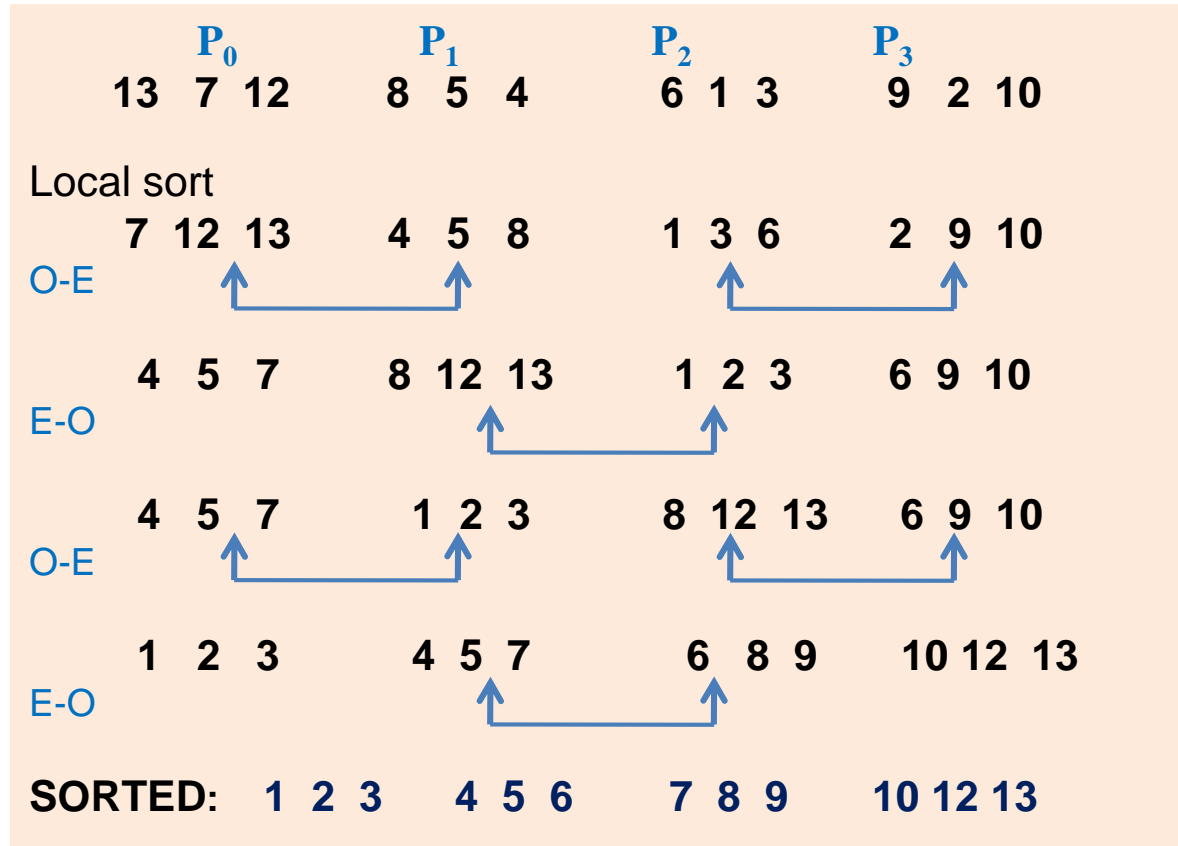 P0 P1 P2 P3
13 7 12 8 5 4 6 1 3 9 2 10
Local sort
7 12 13 4 5 8 1 3 6 2 9 10
O-E
4 5 7 8 12 13 1 2 3 6 9 10
E-O
4 5 7 1 2 3 8 12 13 6 9 10
O-E
1 2 3 4 5 7 6 8 9 10 12 13
E-O
SORTED: 1 2 3 4 5 6 7 8 9 10 12 13